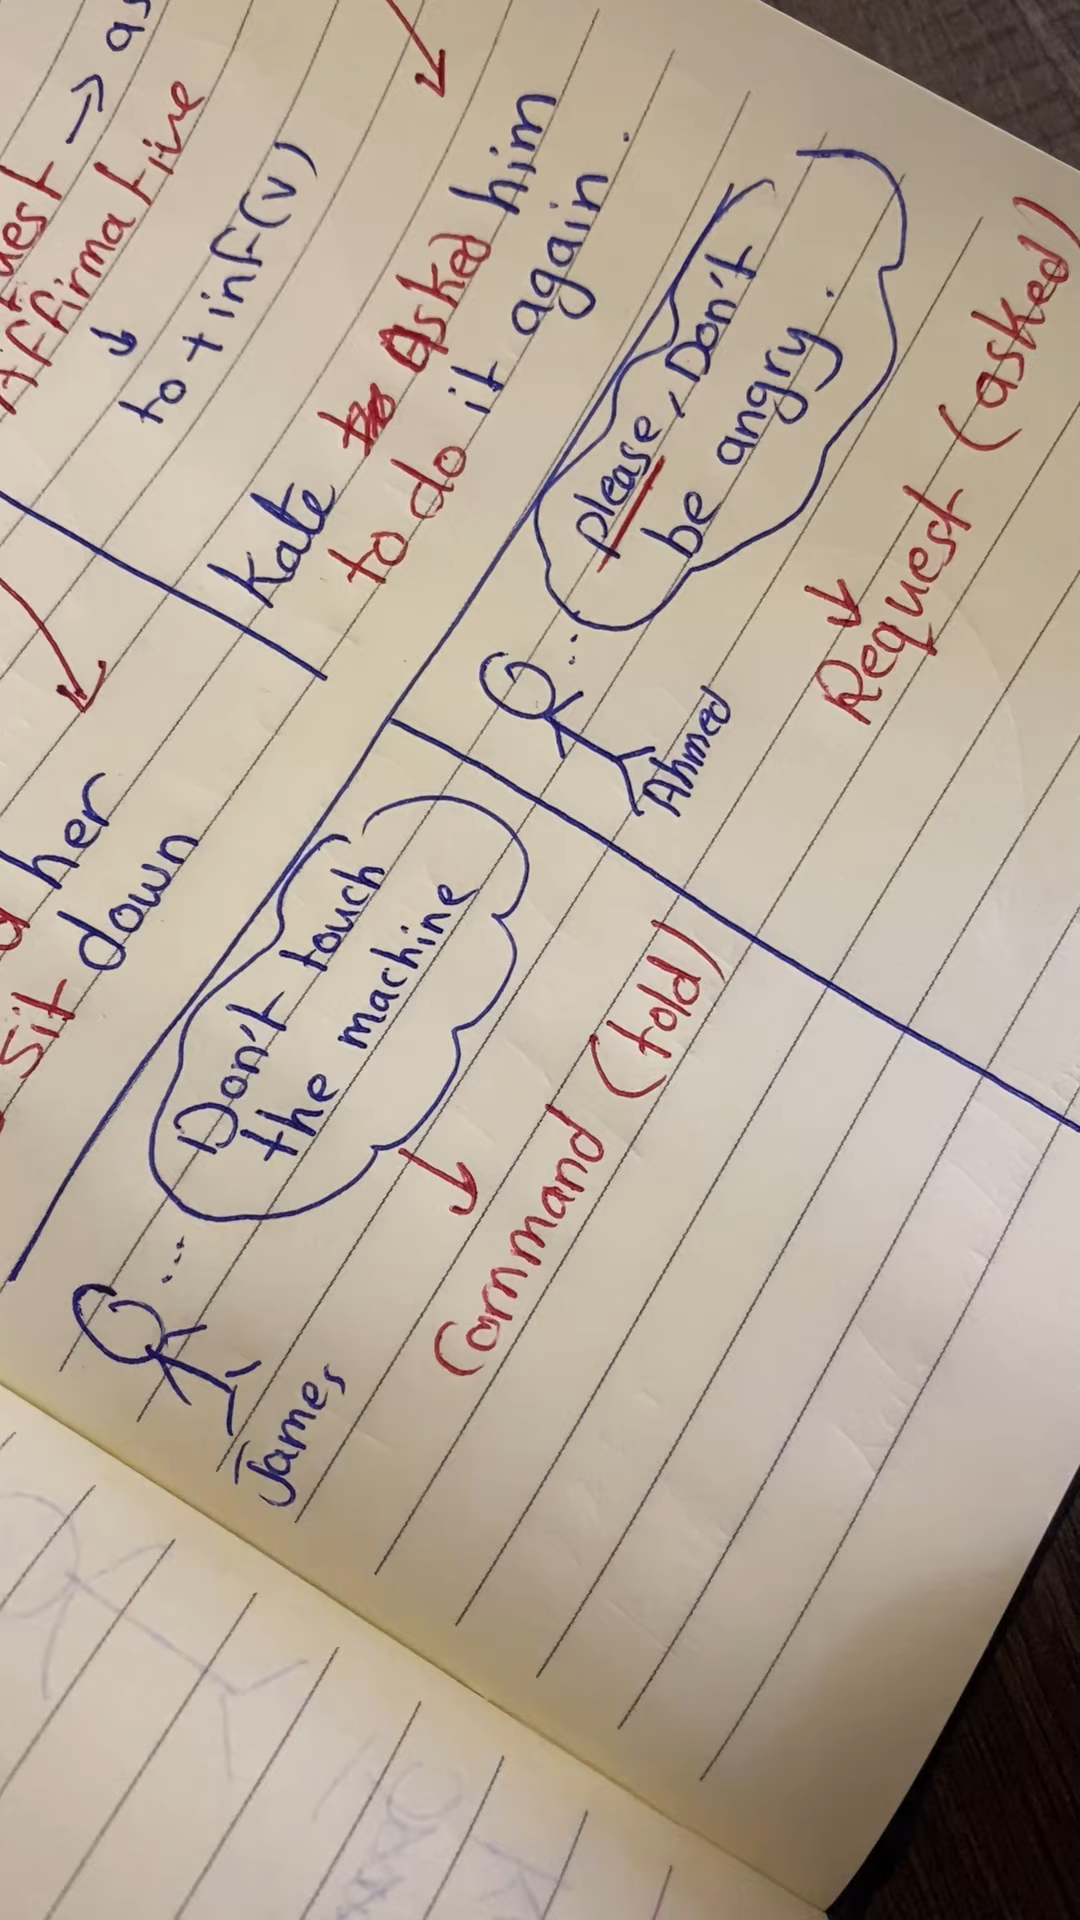 affirmative
to + inf(v)
her
sit down
Kate Asked him
to do it again.
Don't touch
the machine
James
Command (told)
please, Don't
be angry.
Ahmed
Request (asked)